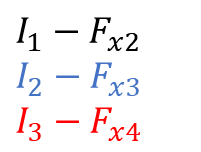 I₁ − Fₓ₂
I₂ − Fₓ₃
I₃ − Fₓ₄